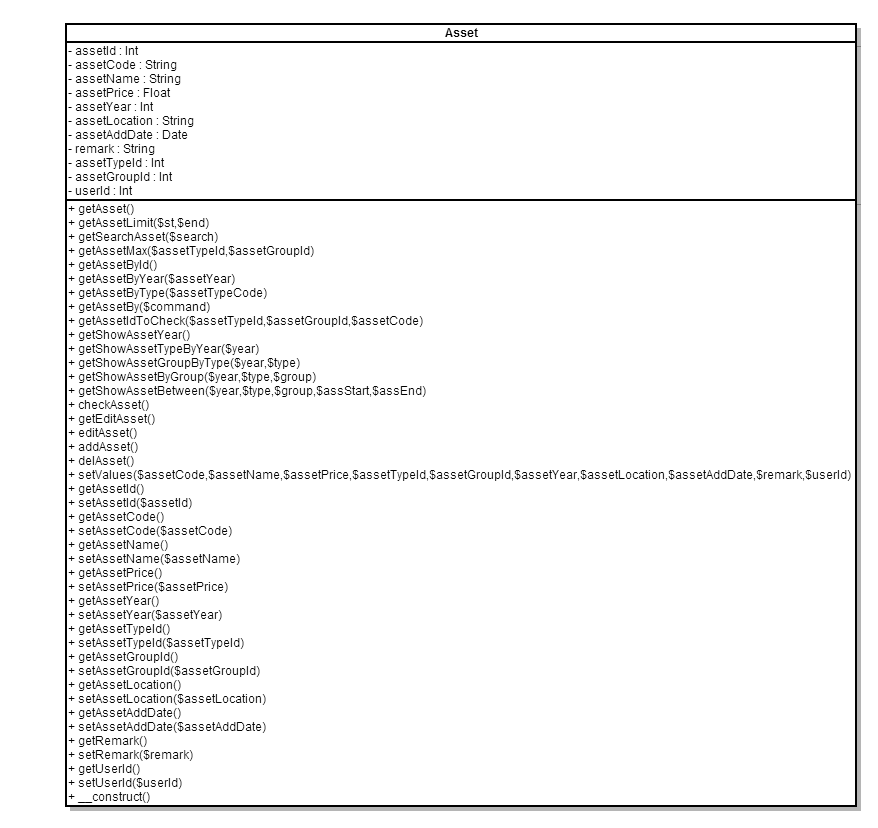 Asset
- assetId : Int
- assetCode : String
- assetName : String
- assetPrice : Float
- assetYear : Int
- assetLocation : String
- assetAddDate : Date
- remark : String
- assetTypeId : Int
- assetGroupId : Int
- userId : Int
+ getAsset()
+ getAssetLimit($st,$end)
+ getSearchAsset($search)
+ getAssetMax($assetTypeId,$assetGroupId)
+ getAssetById()
+ getAssetByYear($assetYear)
+ getAssetByType($assetTypeCode)
+ getAssetBy($command)
+ getAssetIdToCheck($assetTypeId,$assetGroupId,$assetCode)
+ getShowAssetYear()
+ getShowAssetTypeByYear($year)
+ getShowAssetGroupByType($year,$type)
+ getShowAssetByGroup($year,$type,$group)
+ getShowAssetBetween($year,$type,$group,$assStart,$assEnd)
+ checkAsset()
+ getEditAsset()
+ editAsset()
+ addAsset()
+ delAsset()
+ setValues($assetCode,$assetName,$assetPrice,$assetTypeId,$assetGroupId,$assetYear,$assetLocation,$assetAddDate,$remark,$userId)
+ getAssetId()
+ setAssetId($assetId)
+ getAssetCode()
+ setAssetCode($assetCode)
+ getAssetName()
+ setAssetName($assetName)
+ getAssetPrice()
+ setAssetPrice($assetPrice)
+ getAssetYear()
+ setAssetYear($assetYear)
+ getAssetTypeId()
+ setAssetTypeId($assetTypeId)
+ getAssetGroupId()
+ setAssetGroupId($assetGroupId)
+ getAssetLocation()
+ setAssetLocation($assetLocation)
+ getAssetAddDate()
+ setAssetAddDate($assetAddDate)
+ getRemark()
+ setRemark($remark)
+ getUserId()
+ setUserId($userId)
+ __construct()